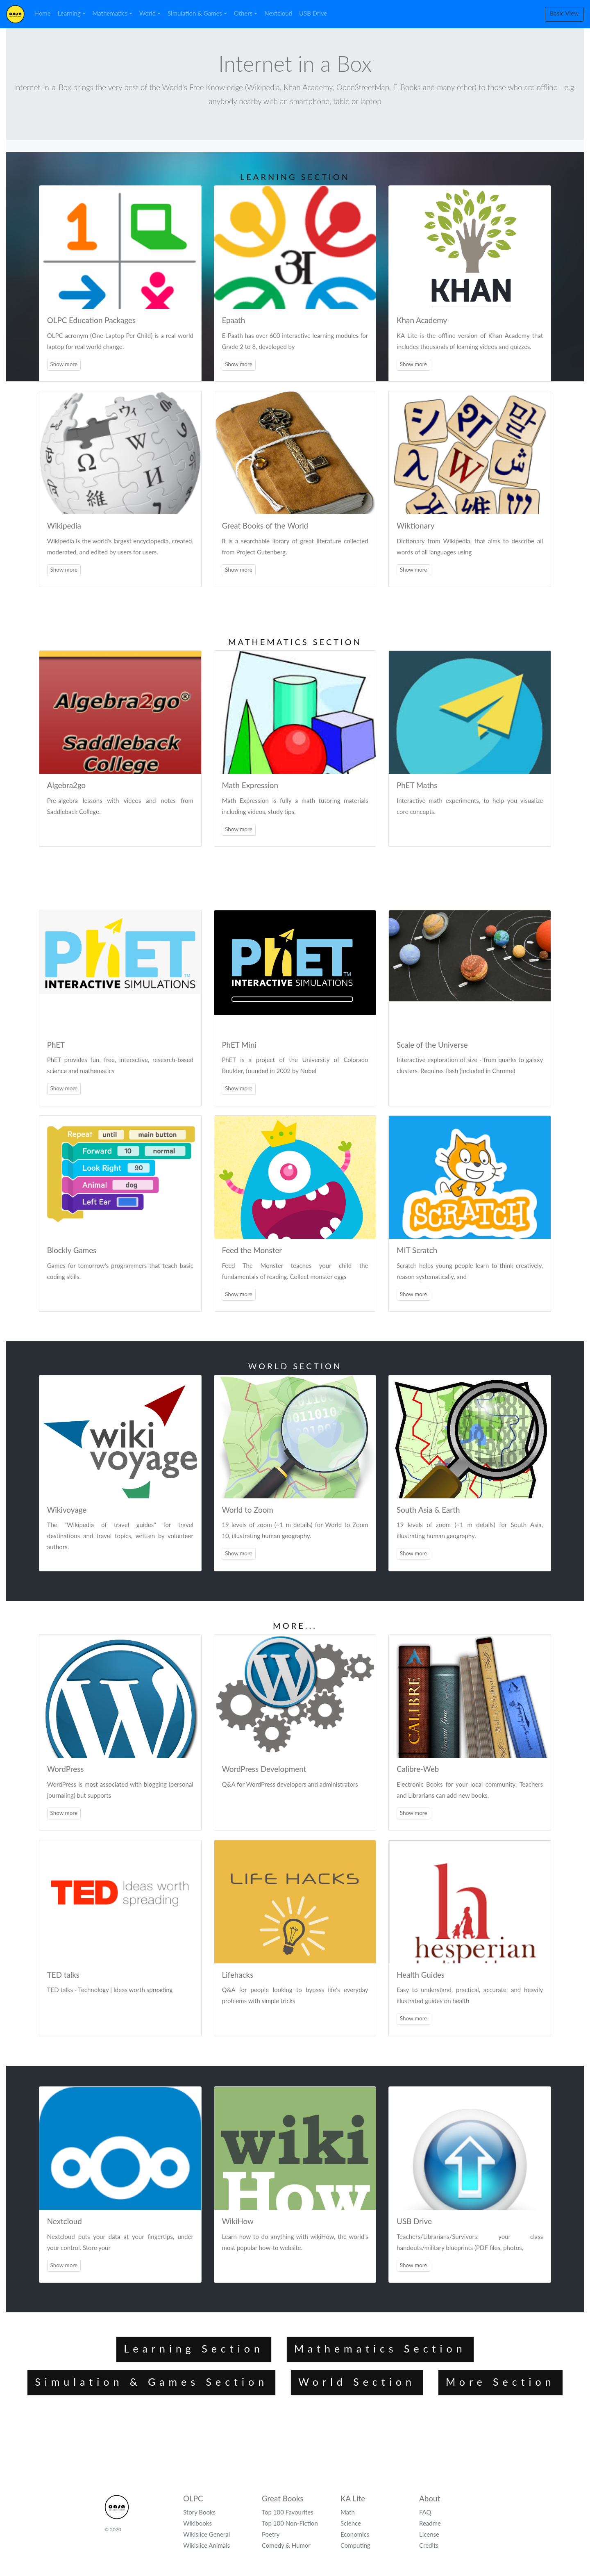 Home Learning Mathematics World Simulation & Games Others Nextcloud USB Drive Basic View
Internet in a Box
Internet-in-a-Box brings the very best of the World's Free Knowledge (Wikipedia, Khan Academy, OpenStreetMap, E-Books and many other) to those who are offline - e.g.
anybody nearby with an smartphone, table or laptop
LEARNING SECTION
1
अ
KHAN
OLPC Education Packages
OLPC acronym (One Laptop Per Child) is a real-world
laptop for real world change.
Show more
Epaath
E-Paath has over 600 interactive learning modules for
Grade 2 to 8, developed by
Show more
Khan Academy
KA Lite is the offline version of Khan Academy that
includes thousands of learning videos and quizzes.
Show more
Wikipedia
Wikipedia is the world's largest encyclopedia, created,
moderated, and edited by users for users.
Show more
Great Books of the World
It is a searchable library of great literature collected
from Project Gutenberg.
Show more
Wiktionary
Dictionary from Wikipedia, that aims to describe all
words of all languages using
Show more
MATHEMATICS SECTION
Algebra2go®
Saddleback
College
Algebra2go
Pre-algebra lessons with videos and notes from
Saddleback College.
Math Expression
Math Expression is fully a math tutoring materials
including videos, study tips,
Show more
PhET Maths
Interactive math experiments, to help you visualize
core concepts.
PhET TM
INTERACTIVE SIMULATIONS
PhET TM
INTERACTIVE SIMULATIONS
PhET
PhET provides fun, free, interactive, research-based
science and mathematics
Show more
PhET Mini
PhET is a project of the University of Colorado
Boulder, founded in 2002 by Nobel
Show more
Scale of the Universe
Interactive exploration of size - from quarks to galaxy
clusters. Requires flash (included in Chrome)
Repeat until main button
Forward 10 normal
Look Right 90
Animal dog
Left Ear
SCRATCH
Blockly Games
Games for tomorrow's programmers that teach basic
coding skills.
Feed the Monster
Feed The Monster teaches your child the
fundamentals of reading. Collect monster eggs
Show more
MIT Scratch
Scratch helps young people learn to think creatively,
reason systematically, and
Show more
WORLD SECTION
wiki
voyage
Wikivoyage
The "Wikipedia of travel guides" for travel
destinations and travel topics, written by volunteer
authors.
World to Zoom
19 levels of zoom (~1 m details) for World to Zoom
10, illustrating human geography.
Show more
South Asia & Earth
19 levels of zoom (~1 m details) for South Asia,
illustrating human geography.
Show more
MORE...
CALIBRE
WordPress
WordPress is most associated with blogging (personal
journaling) but supports
Show more
WordPress Development
Q&A for WordPress developers and administrators
Calibre-Web
Electronic Books for your local community. Teachers
and Librarians can add new books,
Show more
TED Ideas worth
spreading
LIFE HACKS
hesperian
TED talks
TED talks - Technology | Ideas worth spreading
Lifehacks
Q&A for people looking to bypass life's everyday
problems with simple tricks
Health Guides
Easy to understand, practical, accurate, and heavily
illustrated guides on health
Show more
wiki
How
Nextcloud
Nextcloud puts your data at your fingertips, under
your control. Store your
Show more
WikiHow
Learn how to do anything with wikiHow, the world's
most popular how-to website.
USB Drive
Teachers/Librarians/Survivors: your class
handouts/military blueprints (PDF files, photos,
Show more
Learning Section Mathematics Section
Simulation & Games Section World Section More Section
© 2020
OLPC
Story Books
Wikibooks
Wikislice General
Wikislice Animals
Great Books
Top 100 Favourites
Top 100 Non-Fiction
Poetry
Comedy & Humor
KA Lite
Math
Science
Economics
Computing
About
FAQ
Readme
License
Credits